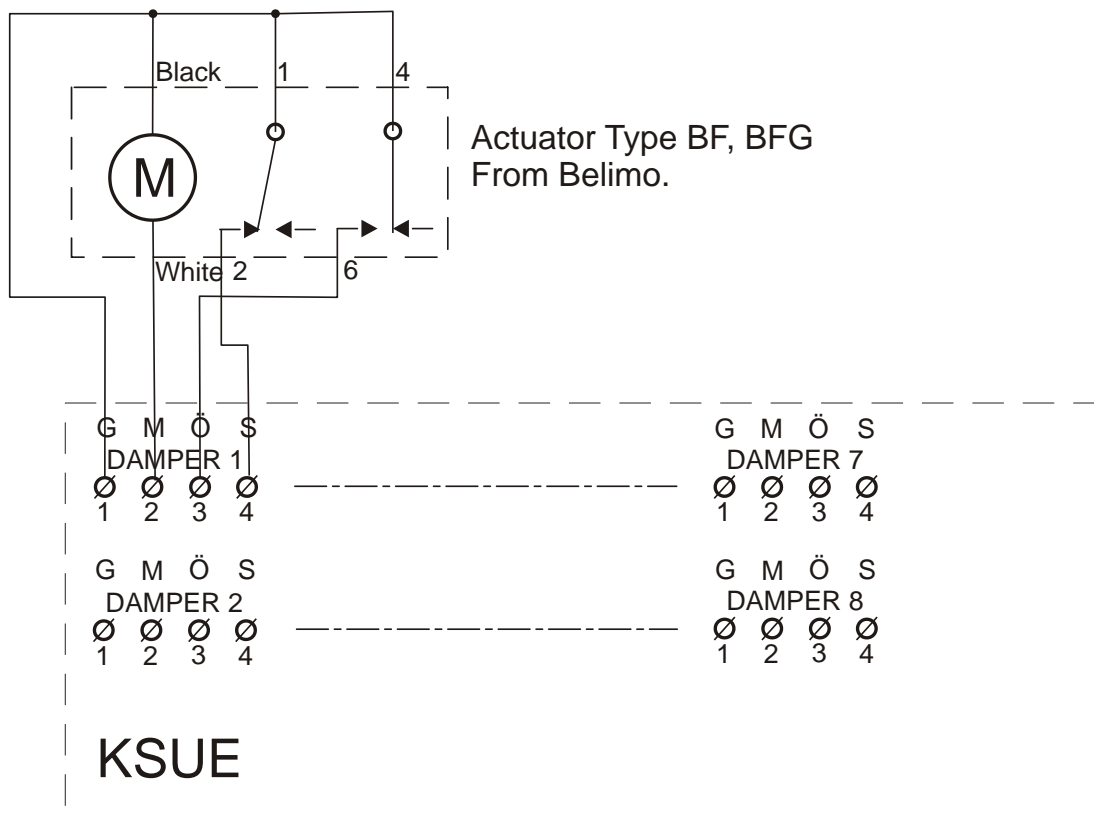 Black 1 4
M
Actuator Type BF, BFG
From Belimo.
White 2 6
G M Ö S G M Ö S
DAMPER 1 DAMPER 7
1 2 3 4 1 2 3 4
G M Ö S G M Ö S
DAMPER 2 DAMPER 8
1 2 3 4 1 2 3 4
KSUE